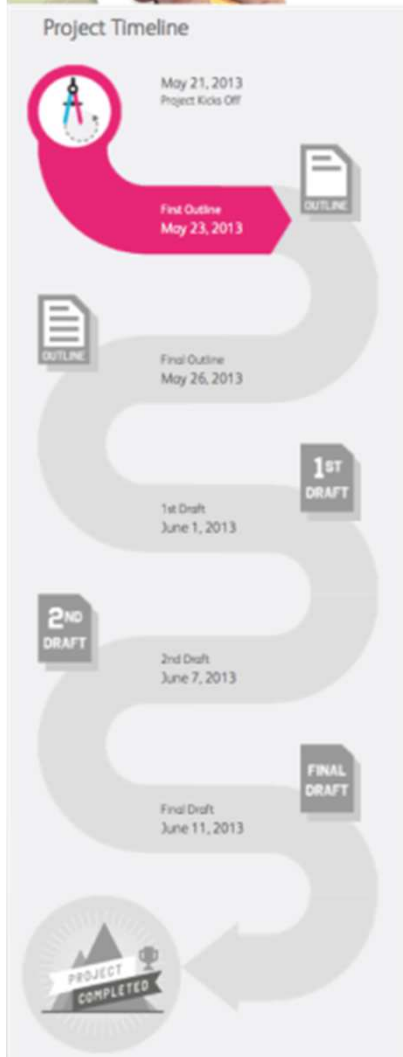 Project Timeline
May 21, 2013
Project Kicks Off
OUTLINE
First Outline
May 23, 2013
OUTLINE
Final Outline
May 26, 2013
1ST
DRAFT
1st Draft
June 1, 2013
2ND
DRAFT
2nd Draft
June 7, 2013
FINAL
DRAFT
Final Draft
June 11, 2013
PROJECT
COMPLETED